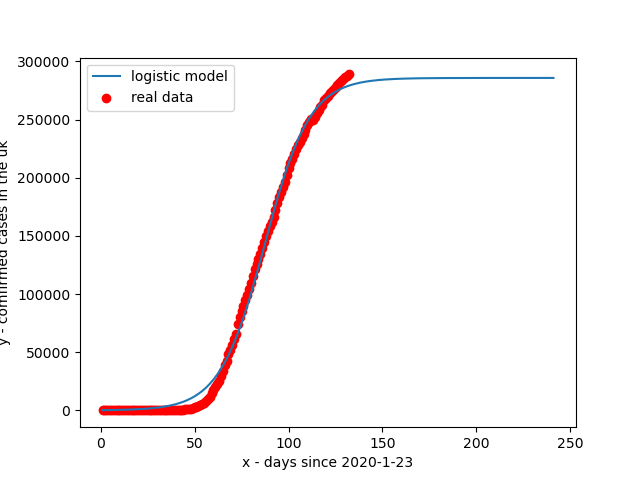 300000
250000
200000
150000
100000
50000
0
logistic model
real data
y - comfirmed cases in the uk
0 50 100 150 200 250
x - days since 2020-1-23